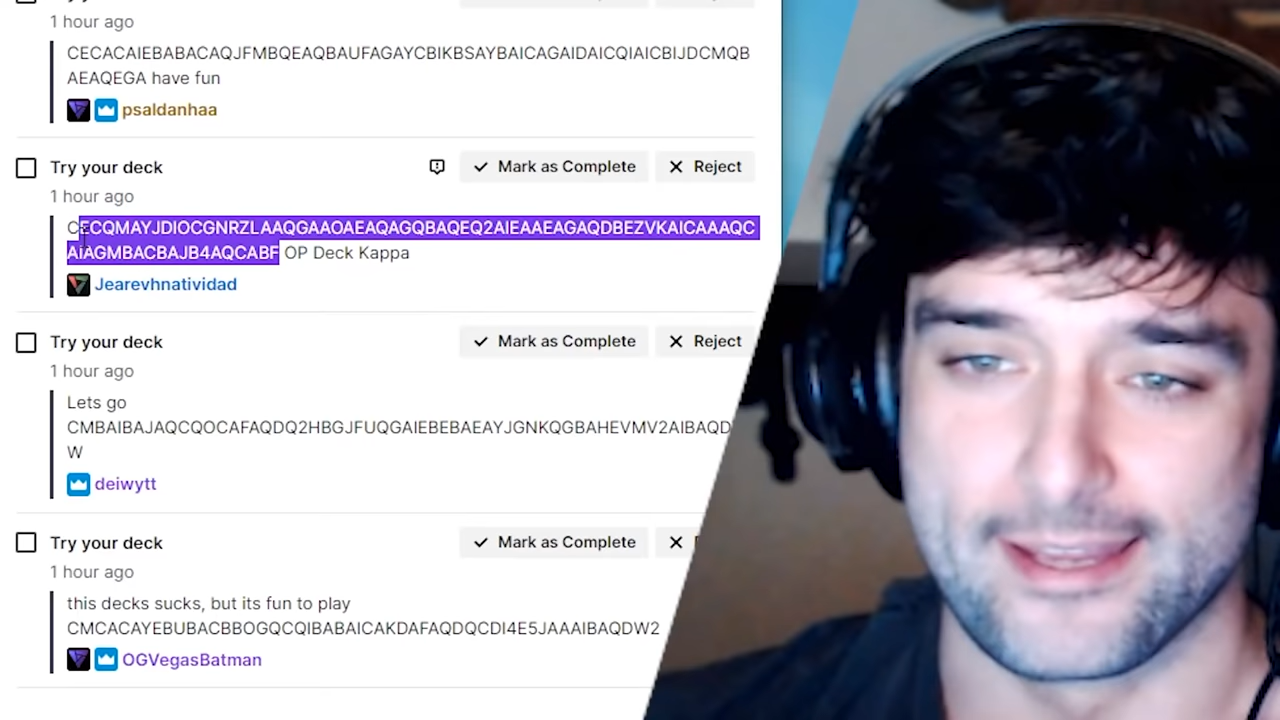 Try your deck
1 hour ago
CECACAIEBABACAQJFMBQEAQBAUFAGAYCBIKBSAYBAICAGAIDAICQIAICBIJDCMQB
AEAQEGA have fun
psaldanhaa
Try your deck
Mark as Complete
Reject
1 hour ago
CECQMAYJDIOCGNRZLAAQGAAOAEAQAGQBAQEQ2AIEAAEAGAQDBEZVKAICAAAQC
AIAGMBACBAJB4AQCABF OP Deck Kappa
Jearevhnatividad
Try your deck
Mark as Complete
Reject
1 hour ago
Lets go
CMBAIBAJAQCQOCAFAQDQ2HBGJFUQGAIEBEBAEAYJGNKQGBAHEVMV2AIBAQD
W
deiwytt
Try your deck
Mark as Complete
1 hour ago
this decks sucks, but its fun to play
CMCACAYEBUBACBBOGQCQIBABAICAKDAFAQDQCDI4E5JAAAIBAQDW2
OGVegasBatman